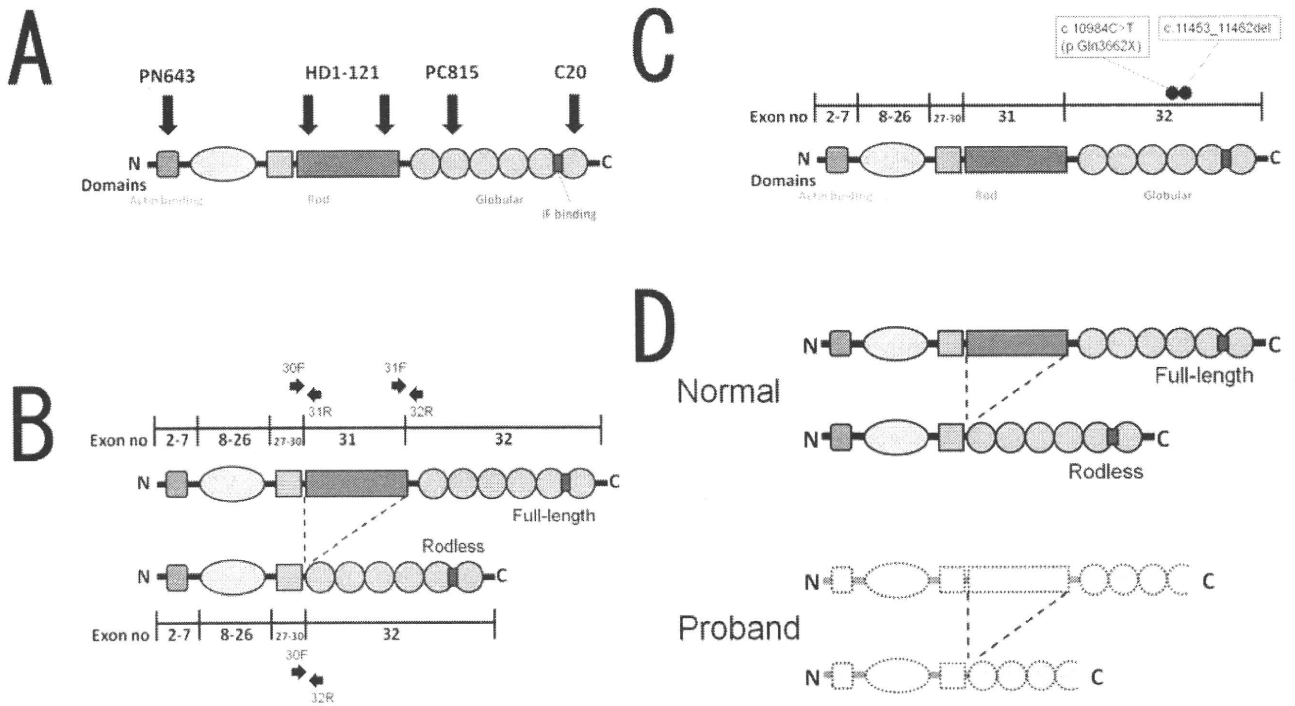 A
PN643 HD1-121 PC815 C20
N C
Domains
Actin binding Rod Globular IF binding
B
30F 31F
31R 32R
Exon no 2-7 8-26 27-30 31 32
N C
Full-length
Rodless
N C
Exon no 2-7 8-26 27-30 32
30F
32R
C
c.10984C>T
(p.Gln3662X)
c.11453_11462del
Exon no 2-7 8-26 27-30 31 32
N C
Domains
Actin binding Rod Globular
D
N C
Normal Full-length
N C
Rodless
N C
Proband
N C